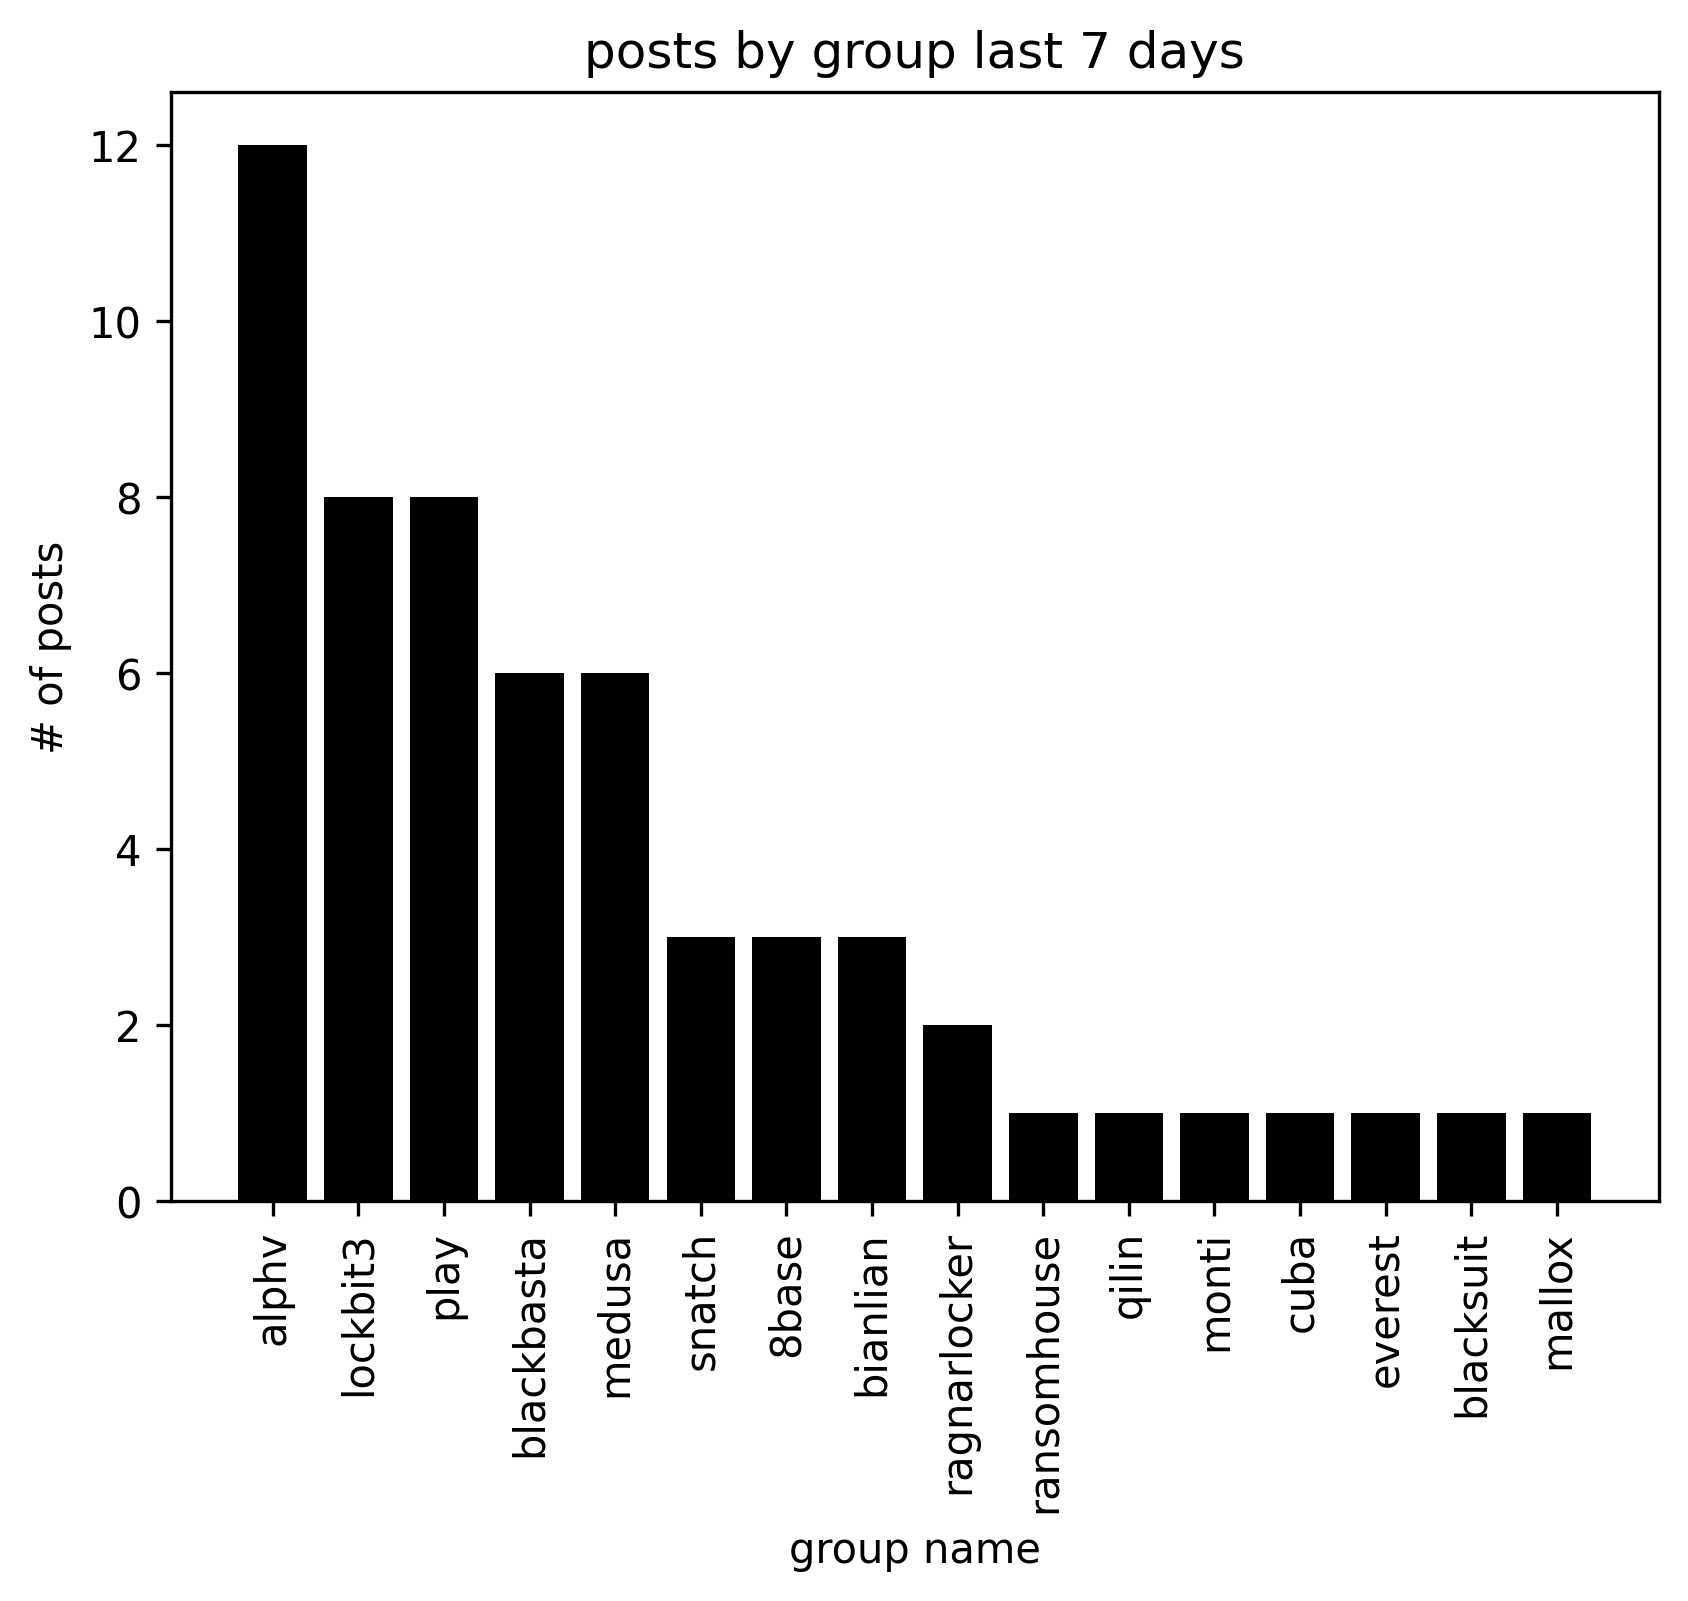 posts by group last 7 days
# of posts
12
10
8
6
4
2
0
alphv
lockbit3
play
blackbasta
medusa
snatch
8base
bianlian
ragnarlocker
ransomhouse
qilin
monti
cuba
everest
blacksuit
mallox
group name